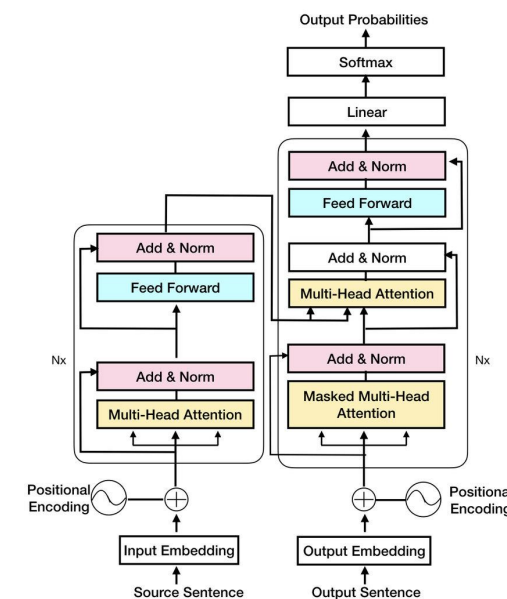 Output Probabilities
Softmax
Linear
Add & Norm
Feed Forward
Add & Norm
Multi-Head Attention
Add & Norm
Masked Multi-Head
Attention
Nx
Add & Norm
Feed Forward
Add & Norm
Multi-Head Attention
Nx
Positional
Encoding
Positional
Encoding
Input Embedding
Output Embedding
Source Sentence
Output Sentence